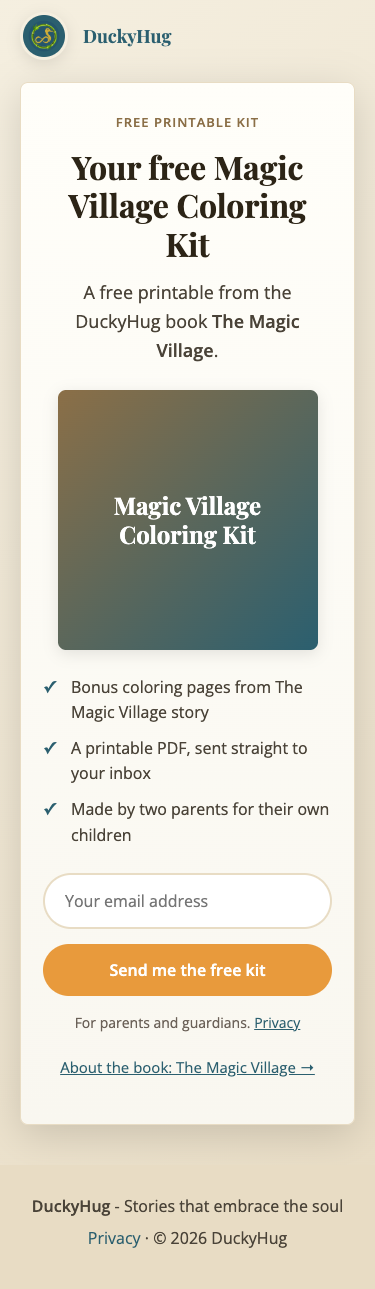 DuckyHug
FREE PRINTABLE KIT
Your free Magic
Village Coloring
Kit
A free printable from the
DuckyHug book The Magic
Village.
Magic Village
Coloring Kit
✓ Bonus coloring pages from The
Magic Village story
✓ A printable PDF, sent straight to
your inbox
✓ Made by two parents for their own
children
Your email address
Send me the free kit
For parents and guardians. Privacy
About the book: The Magic Village →
DuckyHug - Stories that embrace the soul
Privacy · © 2026 DuckyHug